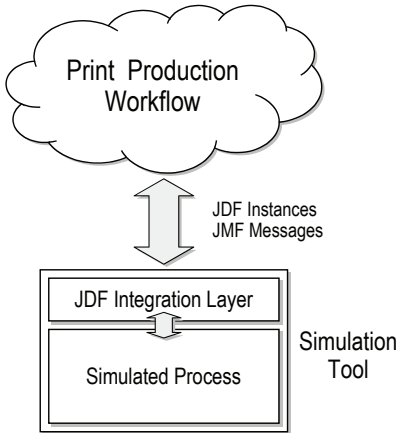 Print Production
Workflow
JDF Instances
JMF Messages
JDF Integration Layer
Simulated Process
Simulation
Tool